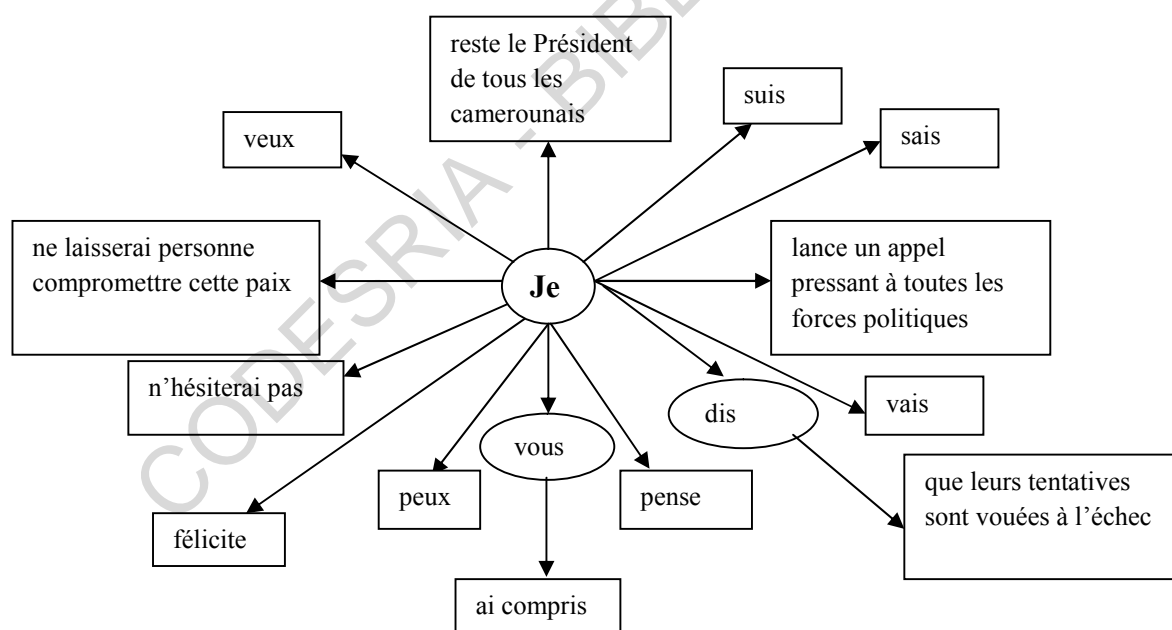 reste le Président
de tous les
camerounais
suis
veux
sais
ne laisserai personne
compromettre cette paix
Je
lance un appel
pressant à toutes les
forces politiques
n’hésiterai pas
dis
vais
vous
peux
pense
que leurs tentatives
sont vouées à l’échec
félicite
ai compris
CODESRIA - BIB